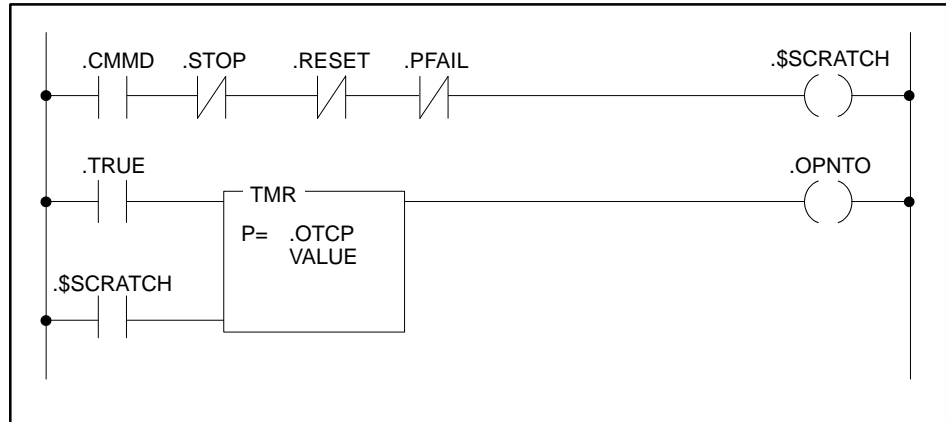 .CMMD .STOP .RESET .PFAIL .$SCRATCH
.TRUE .OPNTO
TMR
P= .OTCP
VALUE
.$SCRATCH